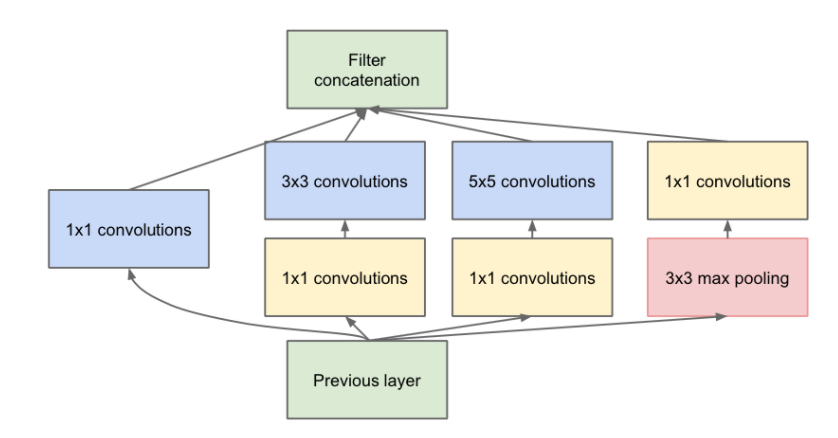 Filter
concatenation
3x3 convolutions
5x5 convolutions
1x1 convolutions
1x1 convolutions
1x1 convolutions
1x1 convolutions
3x3 max pooling
Previous layer